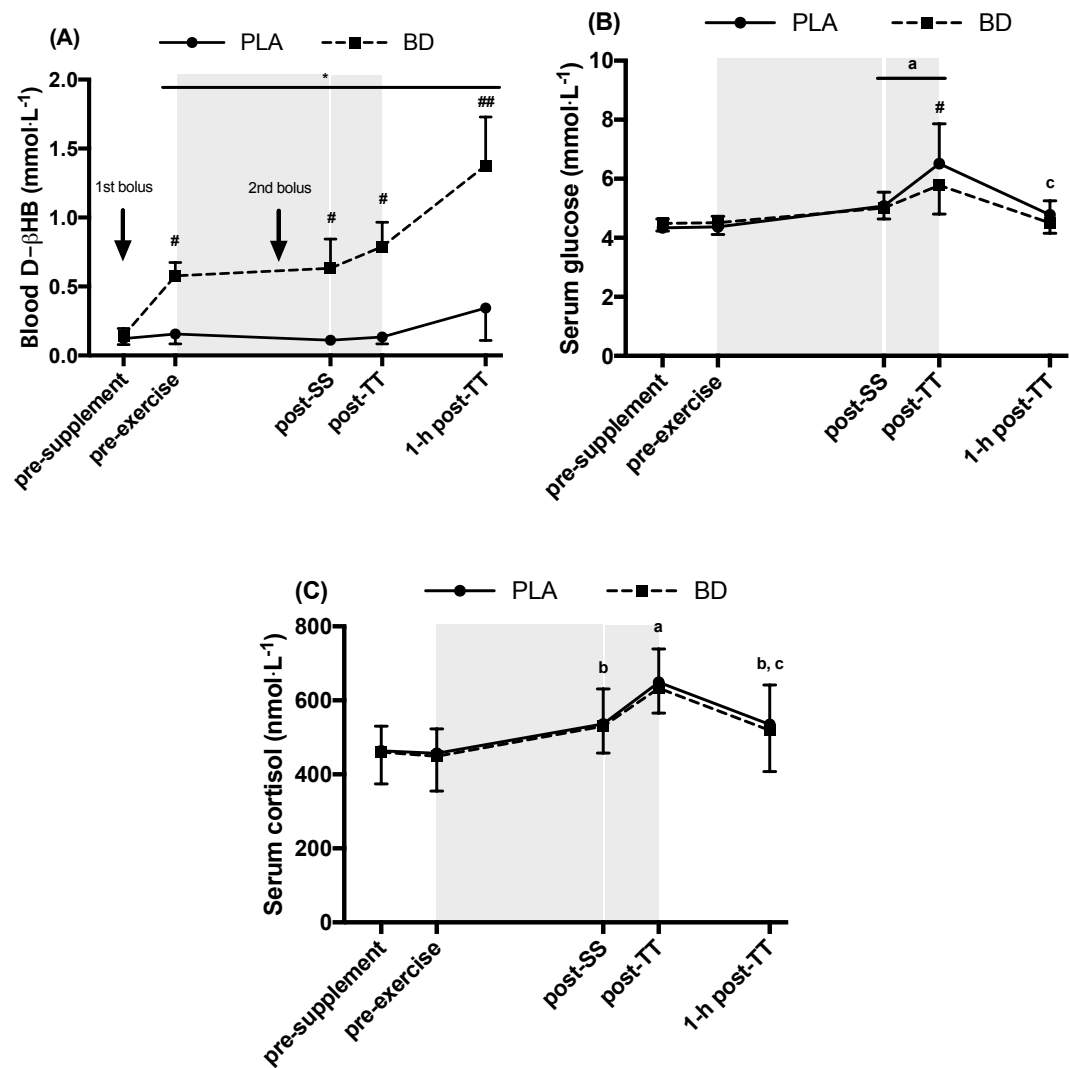 (A)
PLA BD
Blood D−βHB (mmol·L-1)
2.0
1.5
1.0
0.5
0.0
*
##
1st bolus
2nd bolus
#
#
#
pre-supplement
pre-exercise
post-SS
post-TT
1-h post-TT
(B)
PLA BD
Serum glucose (mmol·L-1)
10
8
6
4
2
0
a
#
c
pre-supplement
pre-exercise
post-SS
post-TT
1-h post-TT
(C)
PLA BD
Serum cortisol (nmol·L-1)
800
600
400
200
0
b
a
b, c
pre-supplement
pre-exercise
post-SS
post-TT
1-h post-TT